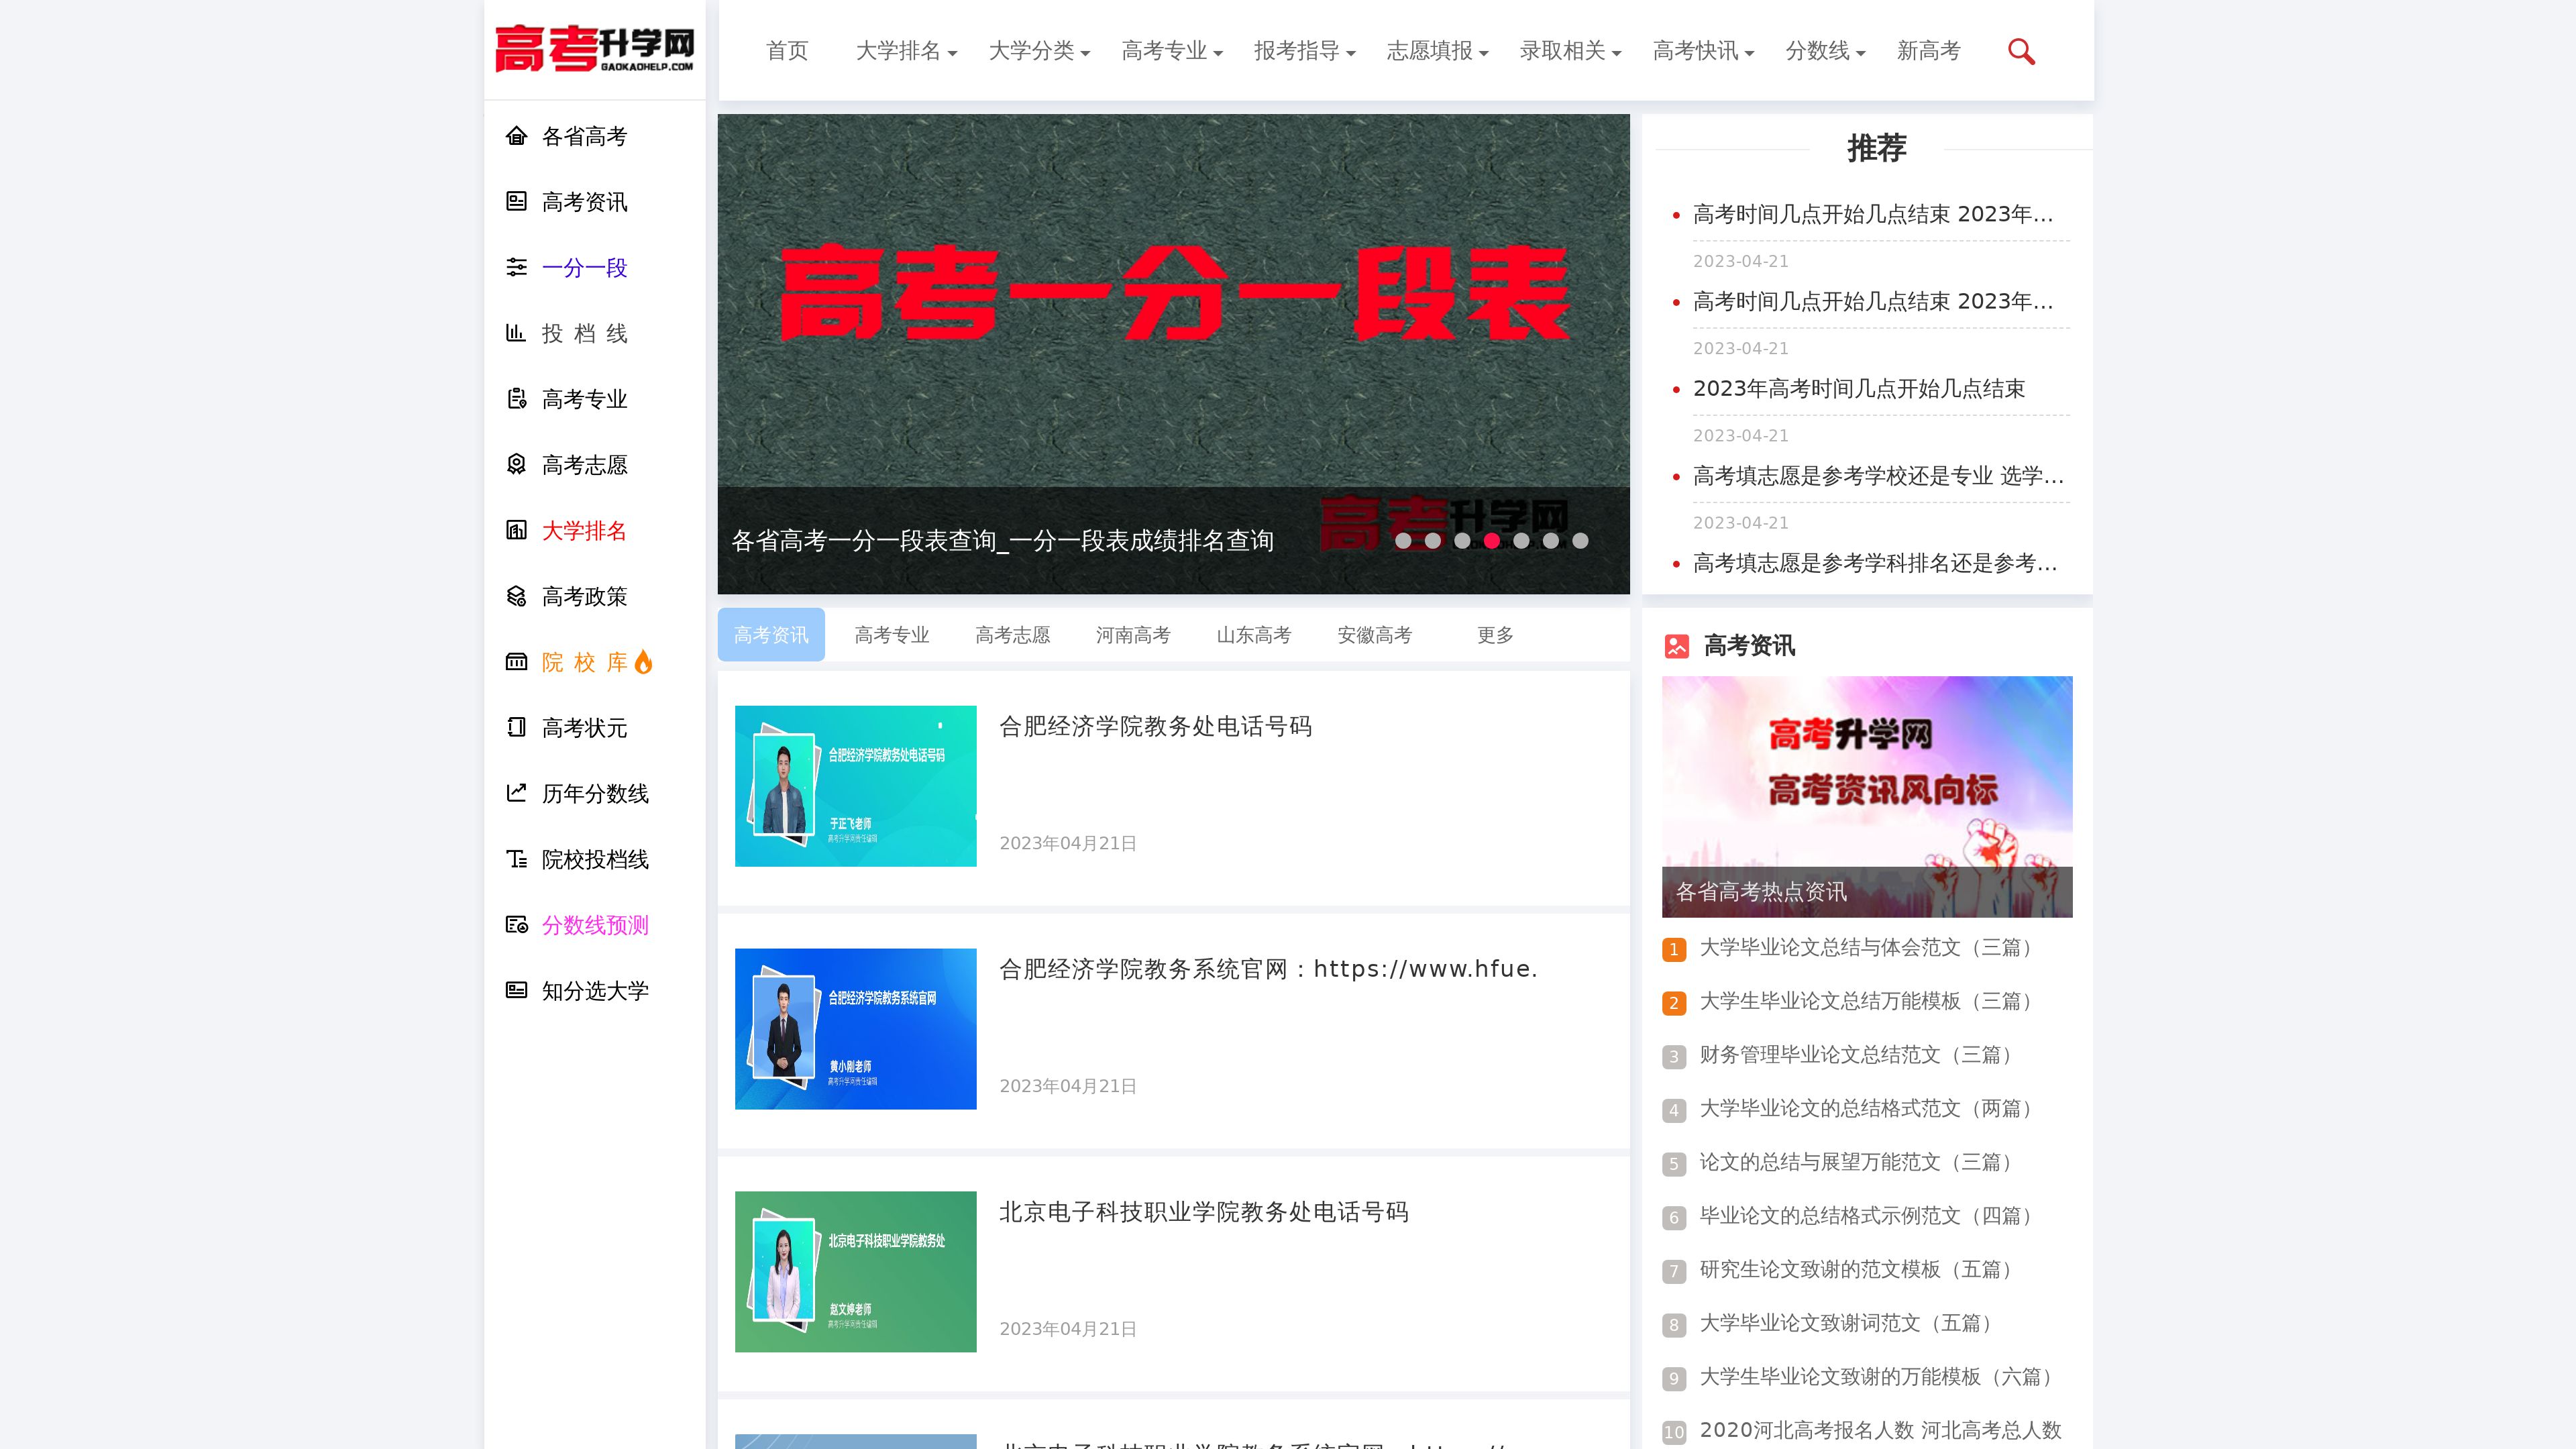 高考升学网
GAOKAOHELP.COM
首页 大学排名 大学分类 高考专业 报考指导 志愿填报 录取相关 高考快讯 分数线 新高考
各省高考
高考资讯
一分一段
投 档 线
高考专业
高考志愿
大学排名
高考政策
院 校 库
高考状元
历年分数线
院校投档线
分数线预测
知分选大学
高考一分一段表
高考升学网
各省高考一分一段表查询_一分一段表成绩排名查询
推荐
高考时间几点开始几点结束 2023年...
2023-04-21
高考时间几点开始几点结束 2023年...
2023-04-21
2023年高考时间几点开始几点结束
2023-04-21
高考填志愿是参考学校还是专业 选学...
2023-04-21
高考填志愿是参考学科排名还是参考...
高考资讯 高考专业 高考志愿 河南高考 山东高考 安徽高考 更多
合肥经济学院教务处电话号码
于正飞老师
高考升学网责任编辑
合肥经济学院教务处电话号码
2023年04月21日
合肥经济学院教务系统官网
黄小刚老师
高考升学网责任编辑
合肥经济学院教务系统官网：https://www.hfue.
2023年04月21日
北京电子科技职业学院教务处
赵文婷老师
高考升学网责任编辑
北京电子科技职业学院教务处电话号码
2023年04月21日
高考资讯
高考升学网
高考资讯风向标
各省高考热点资讯
1 大学毕业论文总结与体会范文（三篇）
2 大学生毕业论文总结万能模板（三篇）
3 财务管理毕业论文总结范文（三篇）
4 大学毕业论文的总结格式范文（两篇）
5 论文的总结与展望万能范文（三篇）
6 毕业论文的总结格式示例范文（四篇）
7 研究生论文致谢的范文模板（五篇）
8 大学毕业论文致谢词范文（五篇）
9 大学生毕业论文致谢的万能模板（六篇）
10 2020河北高考报名人数 河北高考总人数